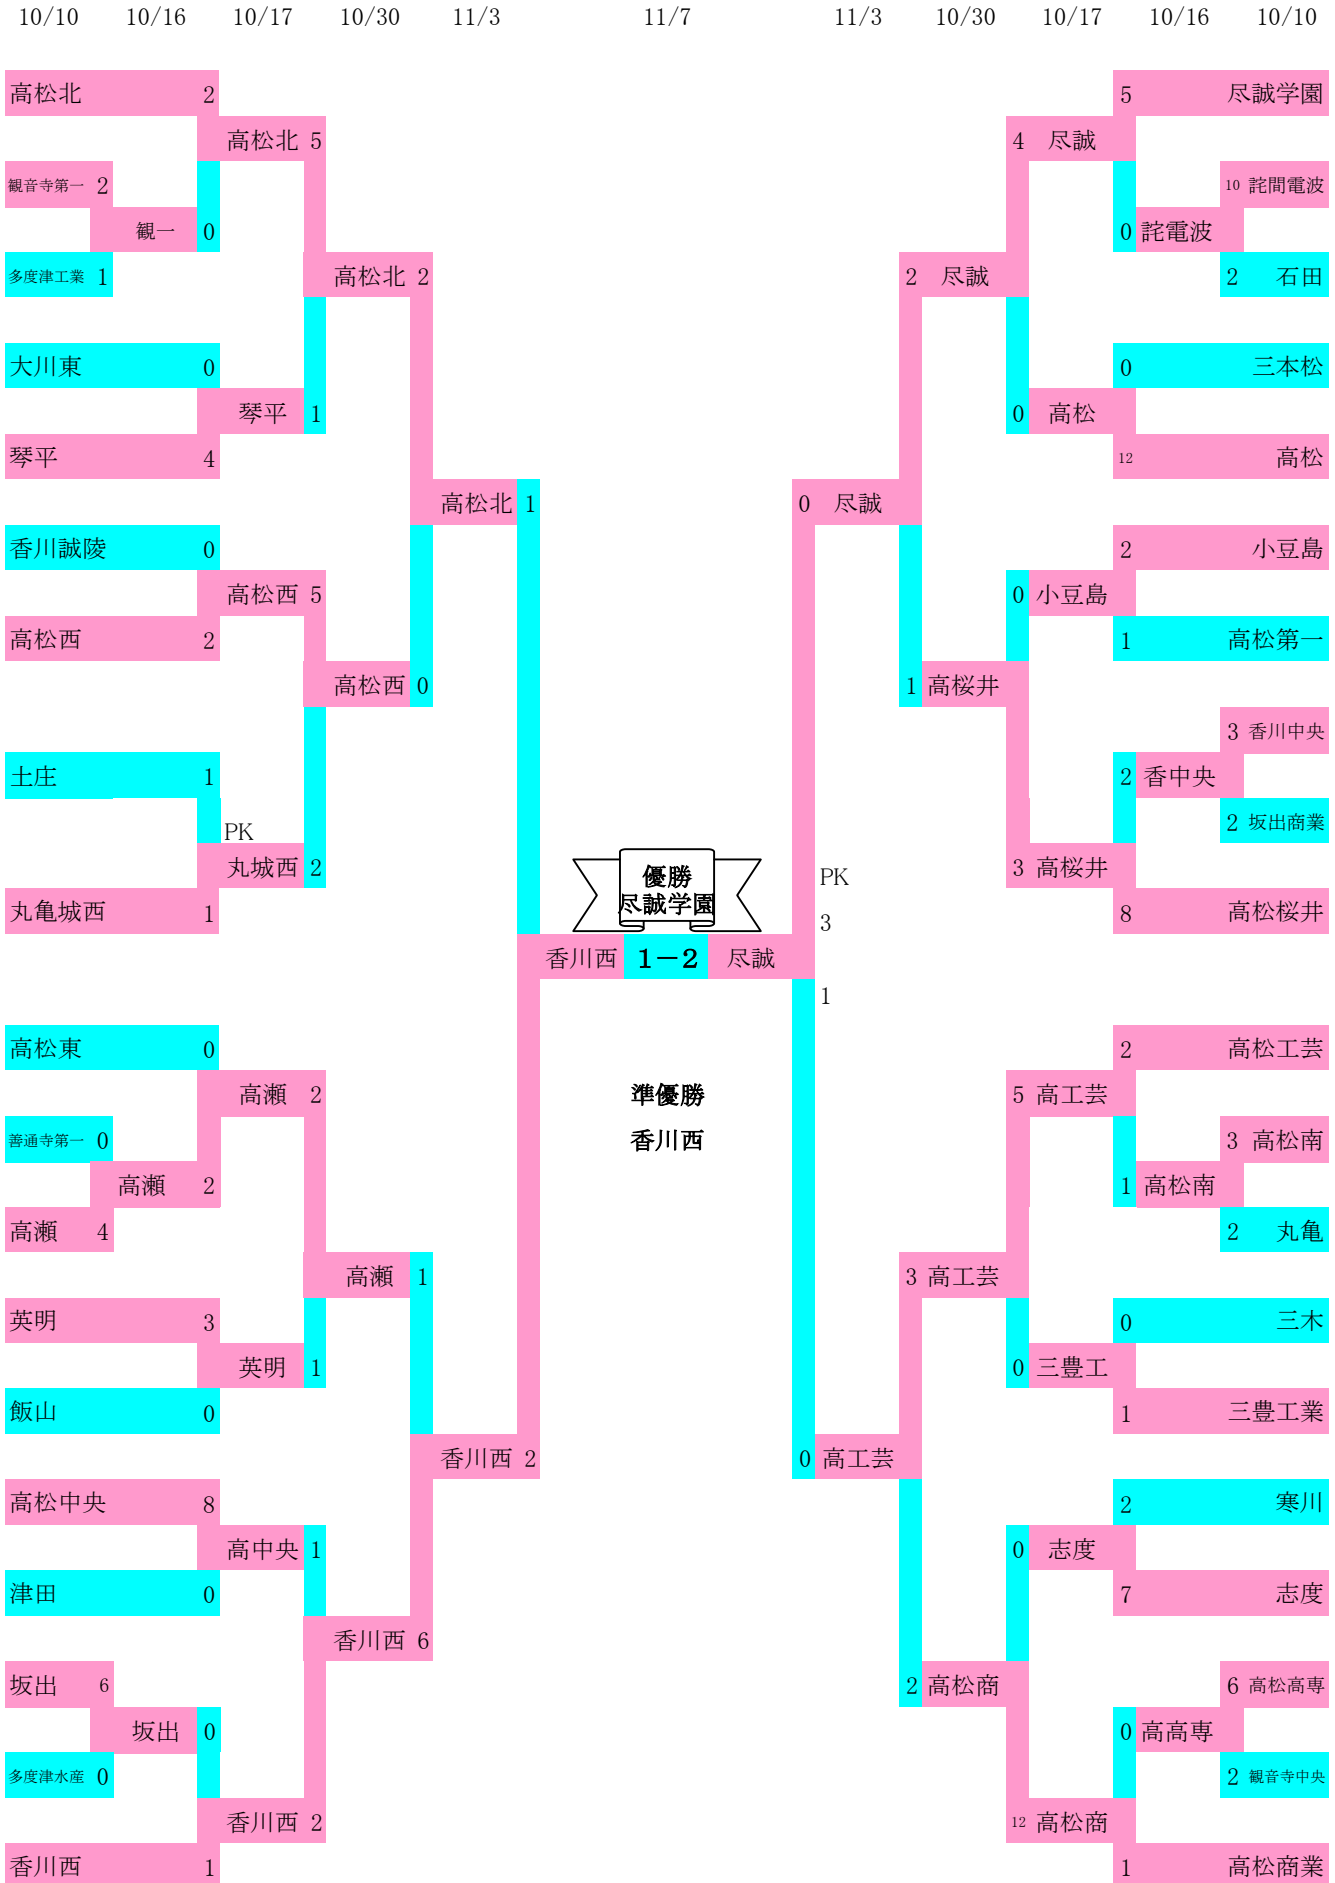 10/10 10/16 10/17 10/30 11/3 11/7 11/3 10/30 10/17 10/16 10/10
高松北 2 5 尽誠学園
高松北 5 4 尽誠
観音寺第一 2 10 詫間電波
観一 0 0 詫電波
多度津工業 1 高松北 2 2 尽誠 2 石田
大川東 0 0 三本松
琴平 1 0 高松
琴平 4 12 高松
高松北 1 0 尽誠
香川誠陵 0 2 小豆島
高松西 5 0 小豆島
高松西 2 1 高松第一
高松西 0 1 高桜井
3 香川中央
土庄 1 2 香中央
PK 2 坂出商業
丸城西 2 3 高桜井
優勝 PK
尽誠学園
丸亀城西 1 3 8 高松桜井
香川西 1-2 尽誠
1
高松東 0 2 高松工芸
高瀬 2 準優勝 5 高工芸
善通寺第一 0 香川西 3 高松南
高瀬 2 1 高松南
高瀬 4 2 丸亀
高瀬 1 3 高工芸
英明 3 0 三木
英明 1 0 三豊工
飯山 0 1 三豊工業
香川西 2 0 高工芸
高松中央 8 2 寒川
高中央 1 0 志度
津田 0 7 志度
香川西 6
坂出 6 2 高松商 6 高松高専
坂出 0 0 高高専
多度津水産 0 2 観音寺中央
香川西 2 12 高松商
香川西 1 1 高松商業